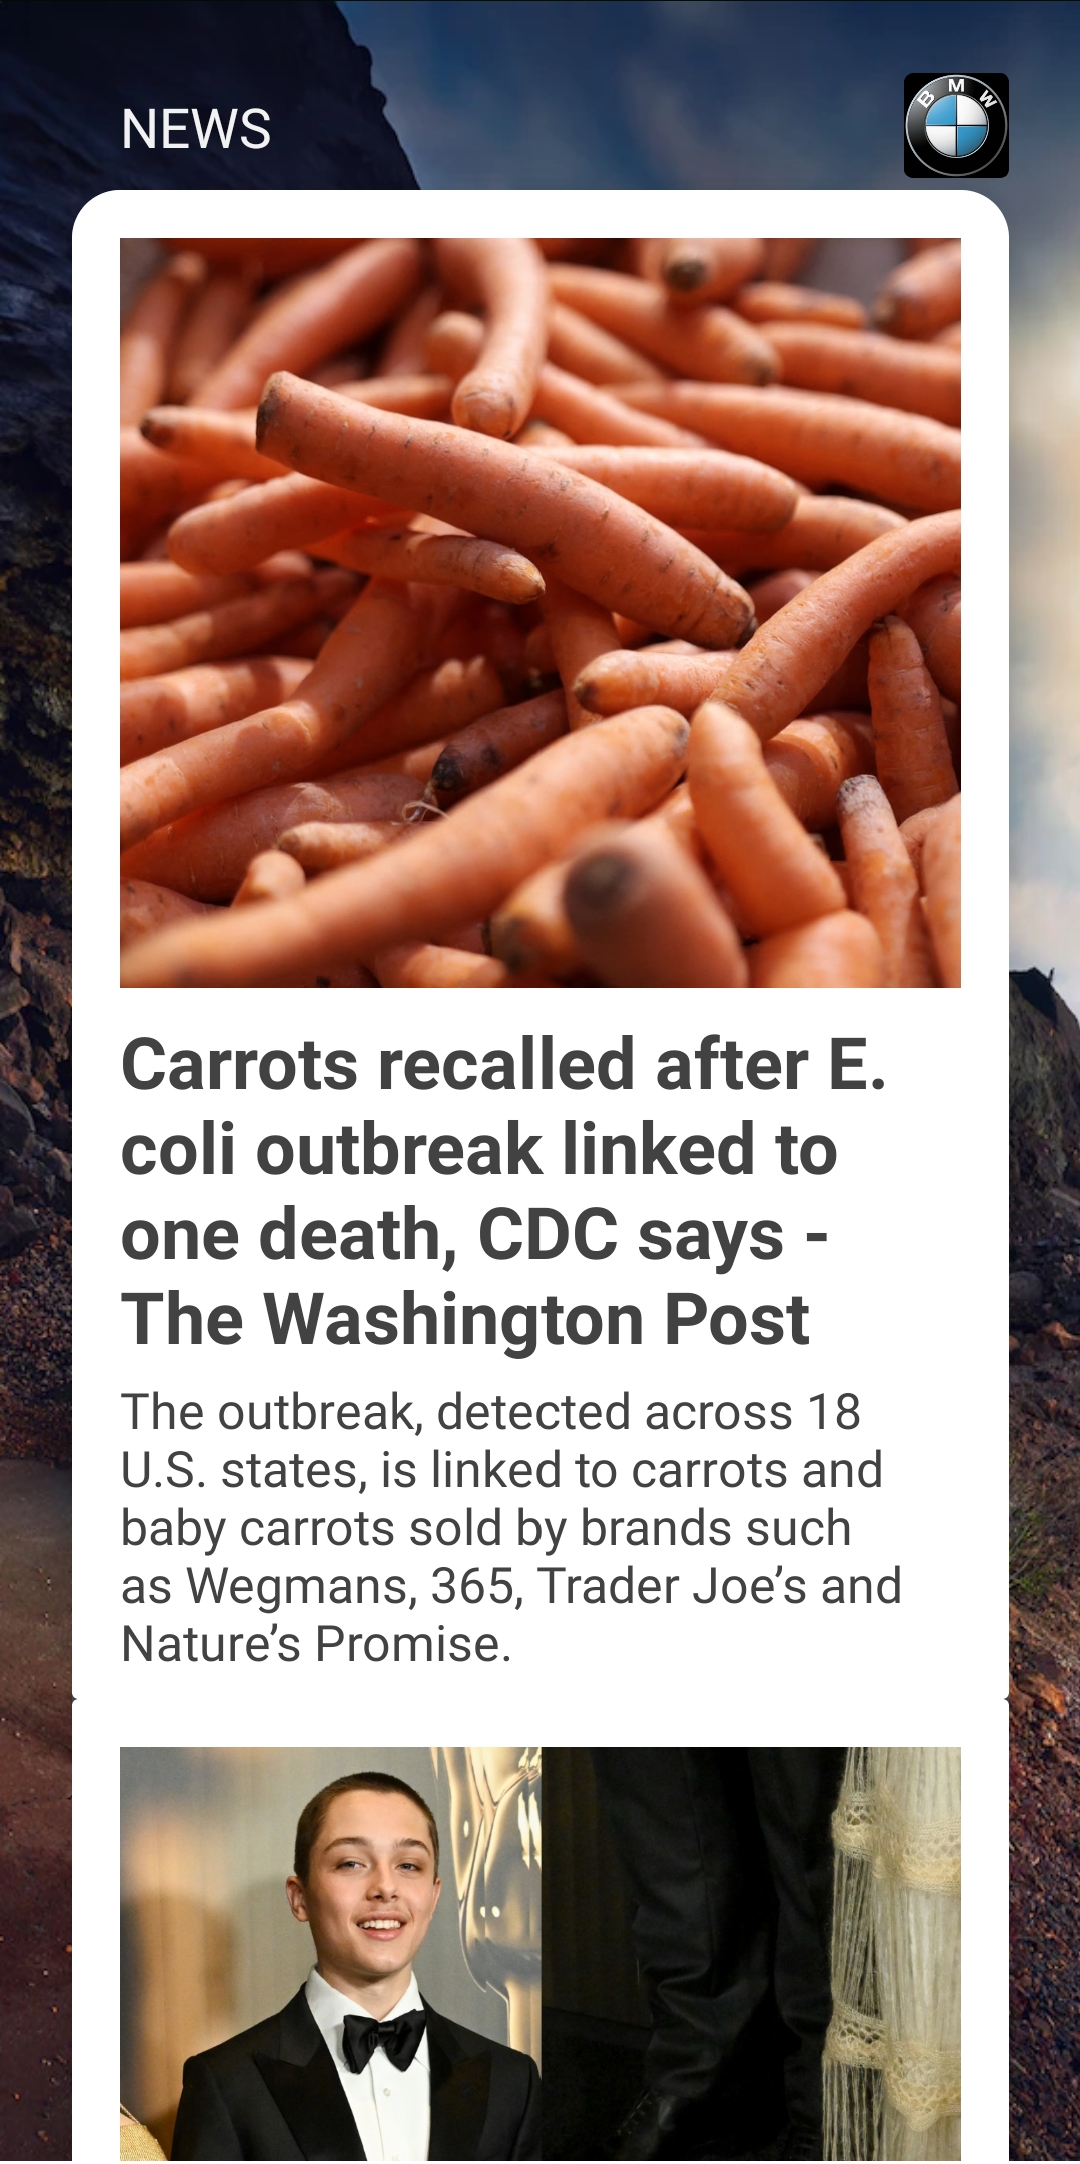 NEWS
BMW
Carrots recalled after E.
coli outbreak linked to
one death, CDC says -
The Washington Post
The outbreak, detected across 18
U.S. states, is linked to carrots and
baby carrots sold by brands such
as Wegmans, 365, Trader Joe’s and
Nature’s Promise.